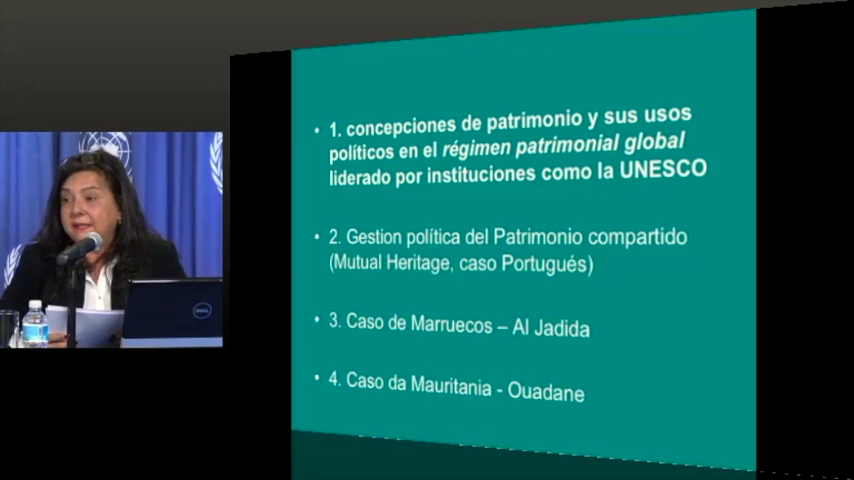 • 1. concepciones de patrimonio y sus usos
políticos en el régimen patrimonial global
liderado por instituciones como la UNESCO
• 2. Gestion política del Patrimonio compartido
(Mutual Heritage, caso Portugués)
• 3. Caso de Marruecos – Al Jadida
• 4. Caso da Mauritania - Ouadane
DELL